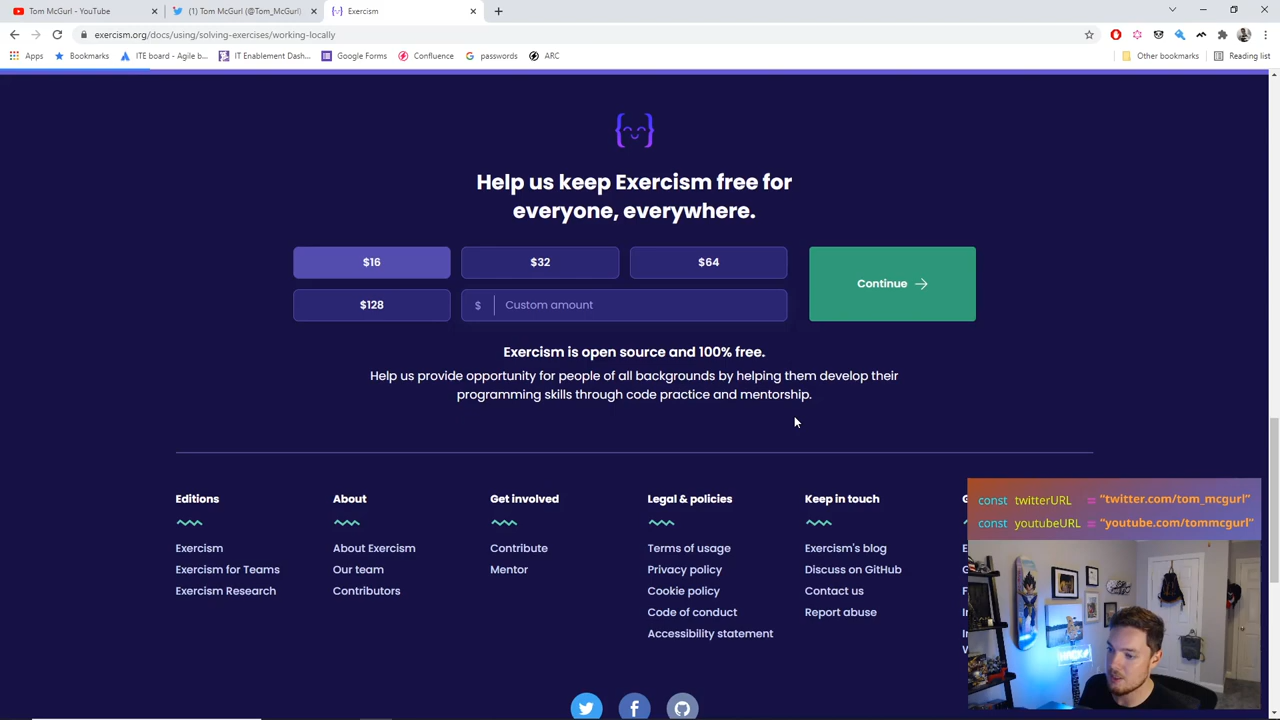 Tom McGurl - YouTube
(1) Tom McGurl (@Tom_McGurl)
Exercism
exercism.org/docs/using/solving-exercises/working-locally
Apps
Bookmarks
ITE board - Agile b...
IT Enablement Dash...
Google Forms
Confluence
passwords
ARC
Other bookmarks
Reading list
Help us keep Exercism free for
everyone, everywhere.
$16
$32
$64
Continue
$128
$
Custom amount
Exercism is open source and 100% free.
Help us provide opportunity for people of all backgrounds by helping them develop their
programming skills through code practice and mentorship.
Editions
Exercism
Exercism for Teams
Exercism Research
About
About Exercism
Our team
Contributors
Get involved
Contribute
Mentor
Legal & policies
Terms of usage
Privacy policy
Cookie policy
Code of conduct
Accessibility statement
Keep in touch
Exercism's blog
Discuss on GitHub
Contact us
Report abuse
const twitterURL = "twitter.com/tom_mcgurl"
const youtubeURL = "youtube.com/tommcgurl"